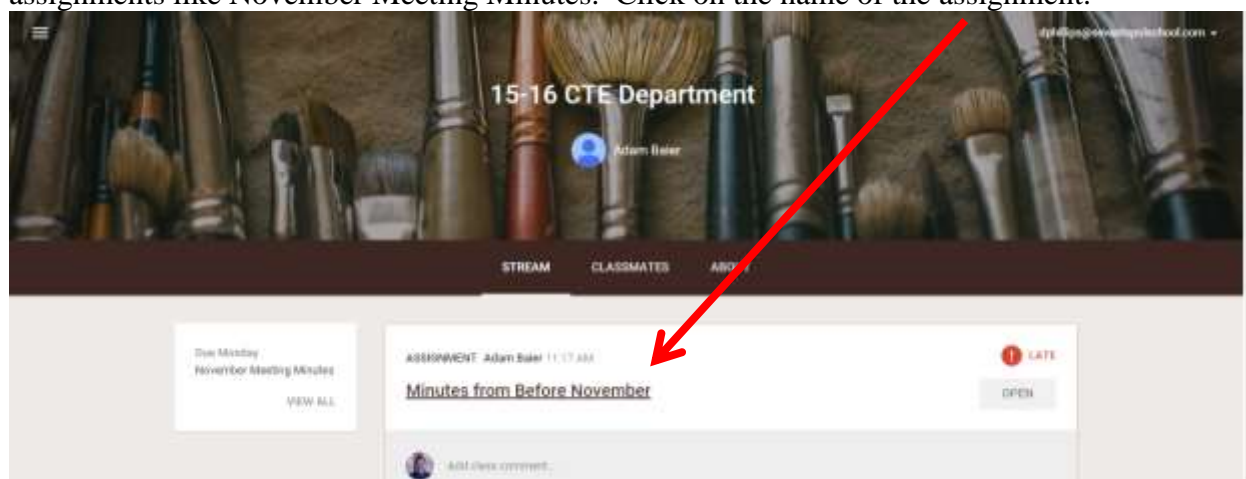 assignments like November Meeting Minutes. Click on the name of the assignment.
15-16 CTE Department
Adam Baier
STREAM CLASSMATES ABOUT
Due Monday
November Meeting Minutes
VIEW ALL
ASSIGNMENT Adam Baier 11:17 AM
LATE
Minutes from Before November
OPEN
Add class comment...